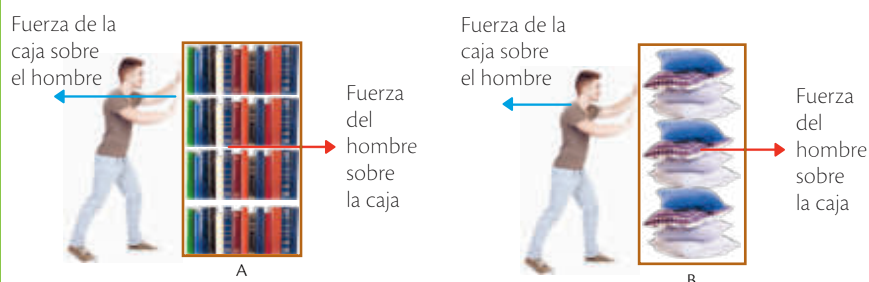 Fuerza de la
caja sobre
el hombre
Fuerza
del
hombre
sobre
la caja
A
Fuerza de la
caja sobre
el hombre
Fuerza
del
hombre
sobre
la caja
B